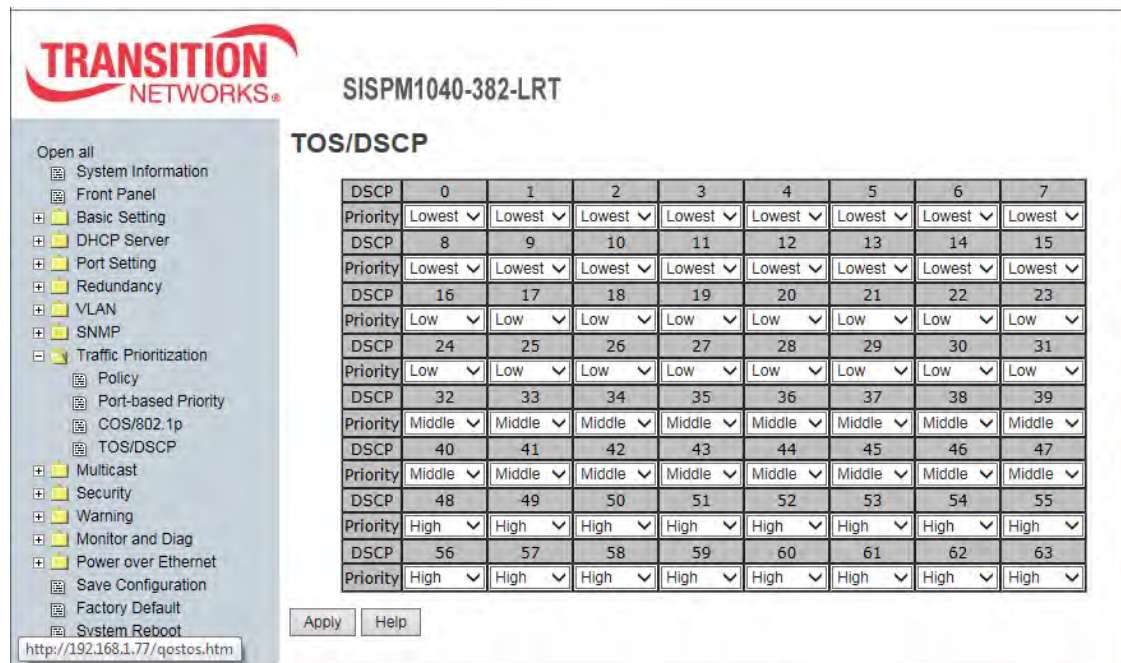 TRANSITION
NETWORKS®
SISPM1040-382-LRT
Open all
System Information
Front Panel
Basic Setting
DHCP Server
Port Setting
Redundancy
VLAN
SNMP
Traffic Prioritization
Policy
Port-based Priority
COS/802.1p
TOS/DSCP
Multicast
Security
Warning
Monitor and Diag
Power over Ethernet
Save Configuration
Factory Default
System Reboot
http://192.168.1.77/qostos.htm
TOS/DSCP
DSCP 0 1 2 3 4 5 6 7
Priority Lowest Lowest Lowest Lowest Lowest Lowest Lowest Lowest
DSCP 8 9 10 11 12 13 14 15
Priority Lowest Lowest Lowest Lowest Lowest Lowest Lowest Lowest
DSCP 16 17 18 19 20 21 22 23
Priority Low Low Low Low Low Low Low Low
DSCP 24 25 26 27 28 29 30 31
Priority Low Low Low Low Low Low Low Low
DSCP 32 33 34 35 36 37 38 39
Priority Middle Middle Middle Middle Middle Middle Middle Middle
DSCP 40 41 42 43 44 45 46 47
Priority Middle Middle Middle Middle Middle Middle Middle Middle
DSCP 48 49 50 51 52 53 54 55
Priority High High High High High High High High
DSCP 56 57 58 59 60 61 62 63
Priority High High High High High High High High
Apply Help